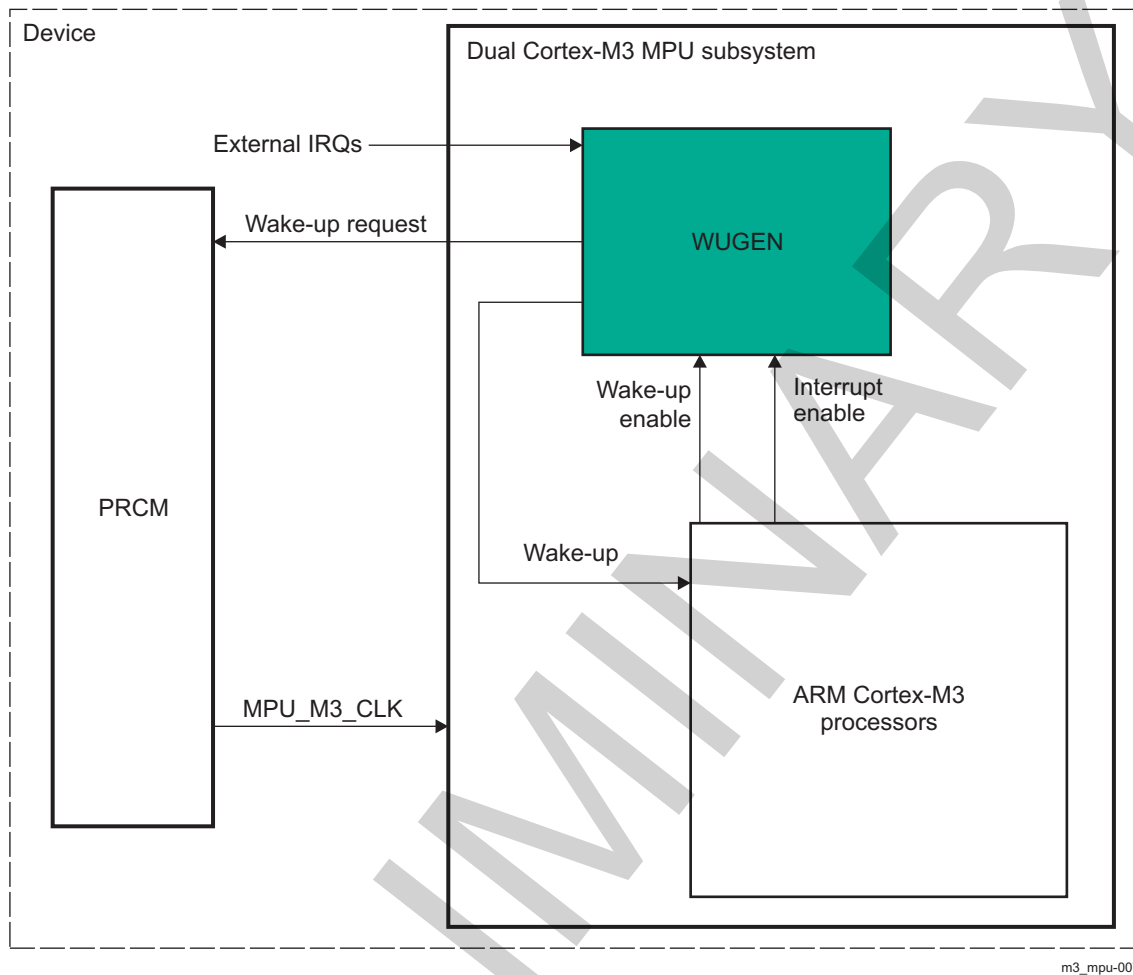 Device
Dual Cortex-M3 MPU subsystem
External IRQs
Wake-up request
WUGEN
Wake-up
enable
Interrupt
enable
PRCM
Wake-up
ARM Cortex-M3
processors
MPU_M3_CLK
IMINARY
m3_mpu-00